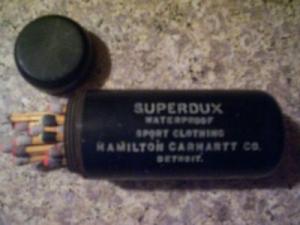 SUPERDUX
WATERPROOF
SPORT CLOTHING
HAMILTON CARHARTT CO.
DETROIT.